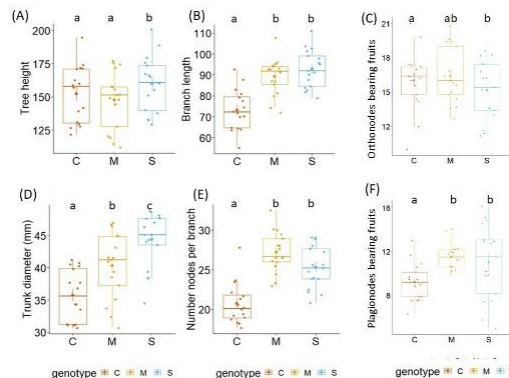 (A)
a a b
200
175
150
125
Tree height
C M S
(B)
a b b
110
100
90
80
70
60
Branch length
C M S
(C)
a ab b
21
18
15
12
Orthonodes bearing fruits
C M S
(D)
a b c
45
40
35
30
Trunk diameter (mm)
C M S
genotype C M S
(E)
a b b
30
25
20
Number nodes per branch
C M S
genotype C M S
(F)
a b b
16
12
8
Plagionodes bearing fruits
C M S
genotype C M